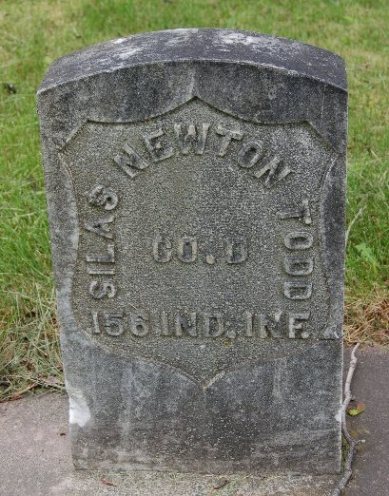 SILAS NEWTON TODD
CO. D
156 IND. INF.